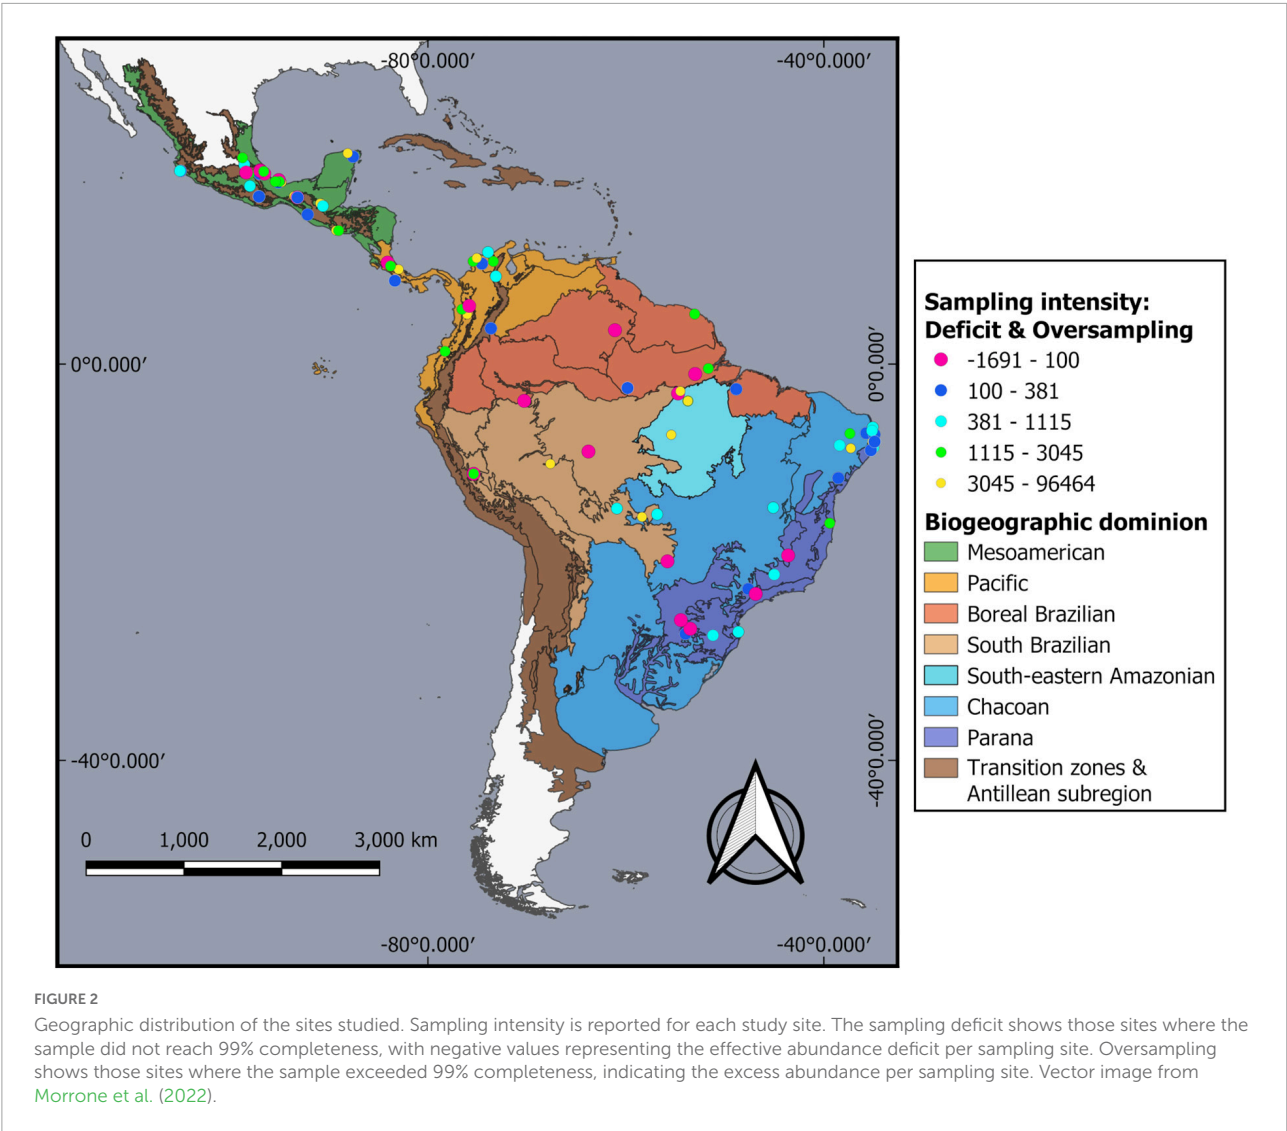 -80°0.000′
-40°0.000′
0°0.000′
0°0.000′
-40°0.000′
-40°0.000′
0
1,000
2,000
3,000 km
-80°0.000′
-40°0.000′
Sampling intensity:
Deficit & Oversampling
-1691 - 100
100 - 381
381 - 1115
1115 - 3045
3045 - 96464
Biogeographic dominion
Mesoamerican
Pacific
Boreal Brazilian
South Brazilian
South-eastern Amazonian
Chacoan
Parana
Transition zones &
Antillean subregion
FIGURE 2
Geographic distribution of the sites studied. Sampling intensity is reported for each study site. The sampling deficit shows those sites where the
sample did not reach 99% completeness, with negative values representing the effective abundance deficit per sampling site. Oversampling
shows those sites where the sample exceeded 99% completeness, indicating the excess abundance per sampling site. Vector image from
Morrone et al. (2022).